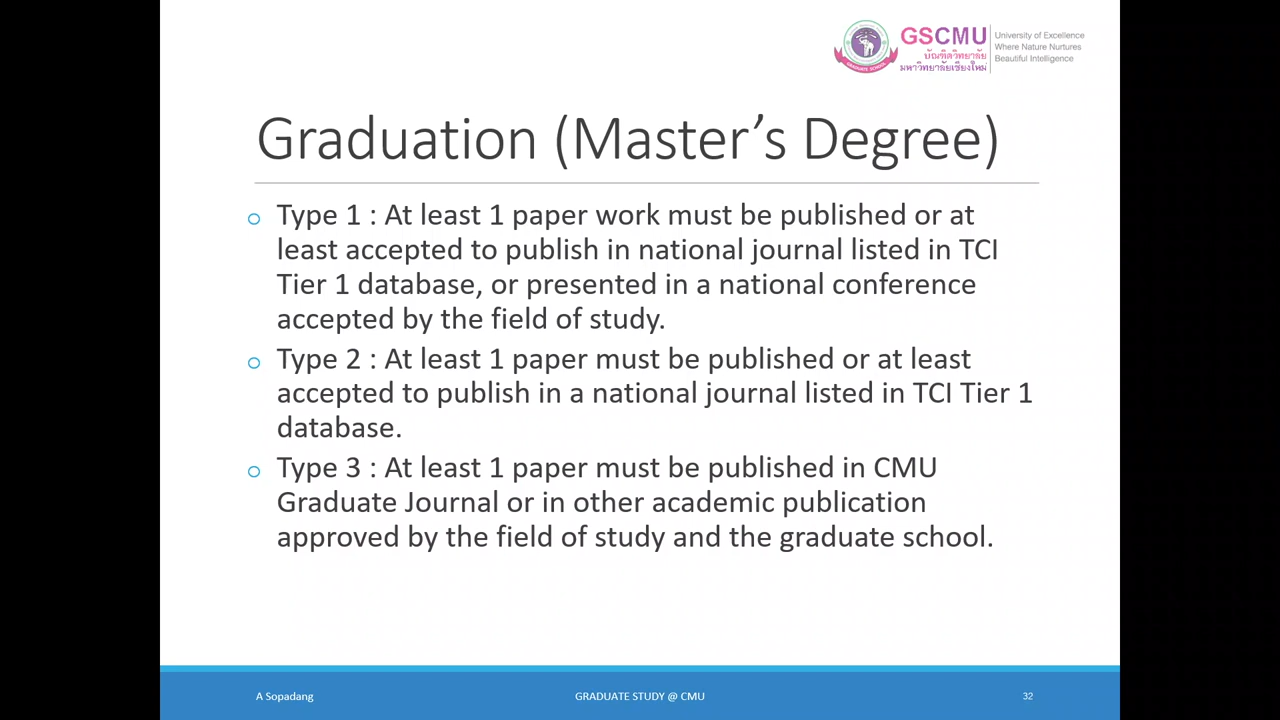 GSCMU
บัณฑิตวิทยาลัย
มหาวิทยาลัยเชียงใหม่
University of Excellence
Where Nature Nurtures
Beautiful Intelligence
Graduation (Master’s Degree)
o Type 1 : At least 1 paper work must be published or at
least accepted to publish in national journal listed in TCI
Tier 1 database, or presented in a national conference
accepted by the field of study.
o Type 2 : At least 1 paper must be published or at least
accepted to publish in a national journal listed in TCI Tier 1
database.
o Type 3 : At least 1 paper must be published in CMU
Graduate Journal or in other academic publication
approved by the field of study and the graduate school.
A Sopadang
GRADUATE STUDY @ CMU
32